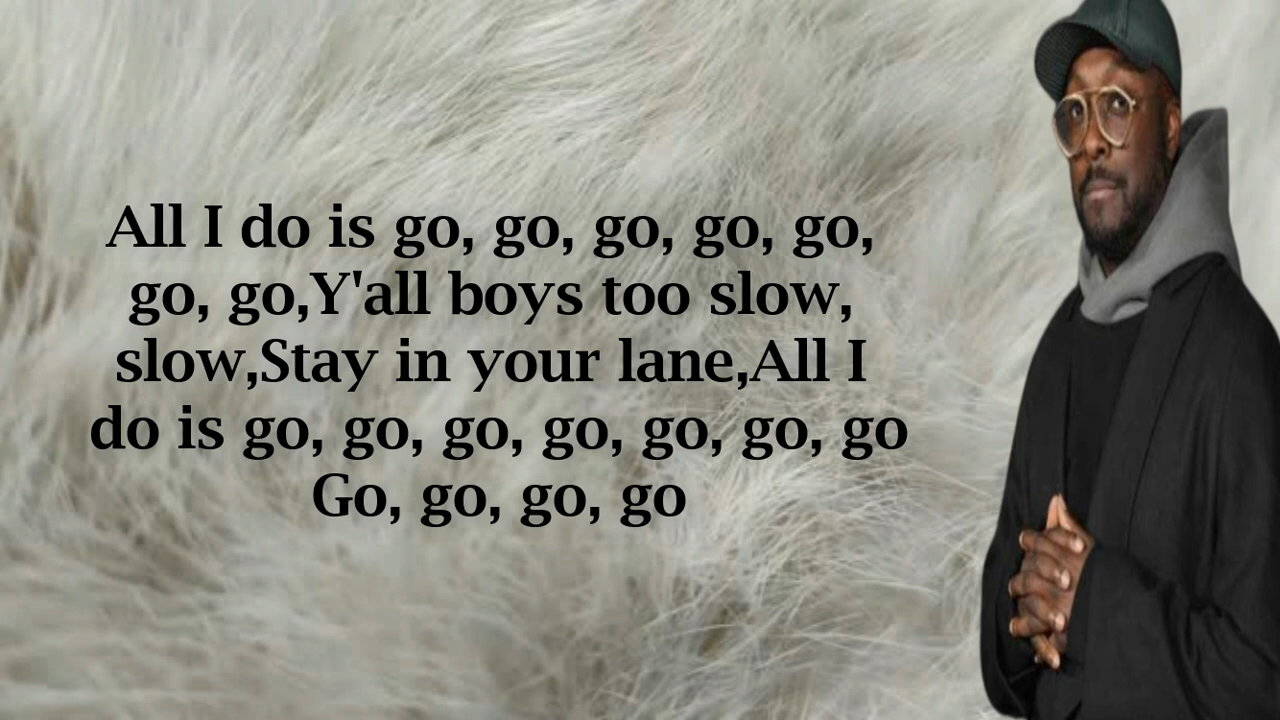 All I do is go, go, go, go, go,
go, go,Y'all boys too slow,
slow,Stay in your lane,All I
do is go, go, go, go, go, go, go
Go, go, go, go